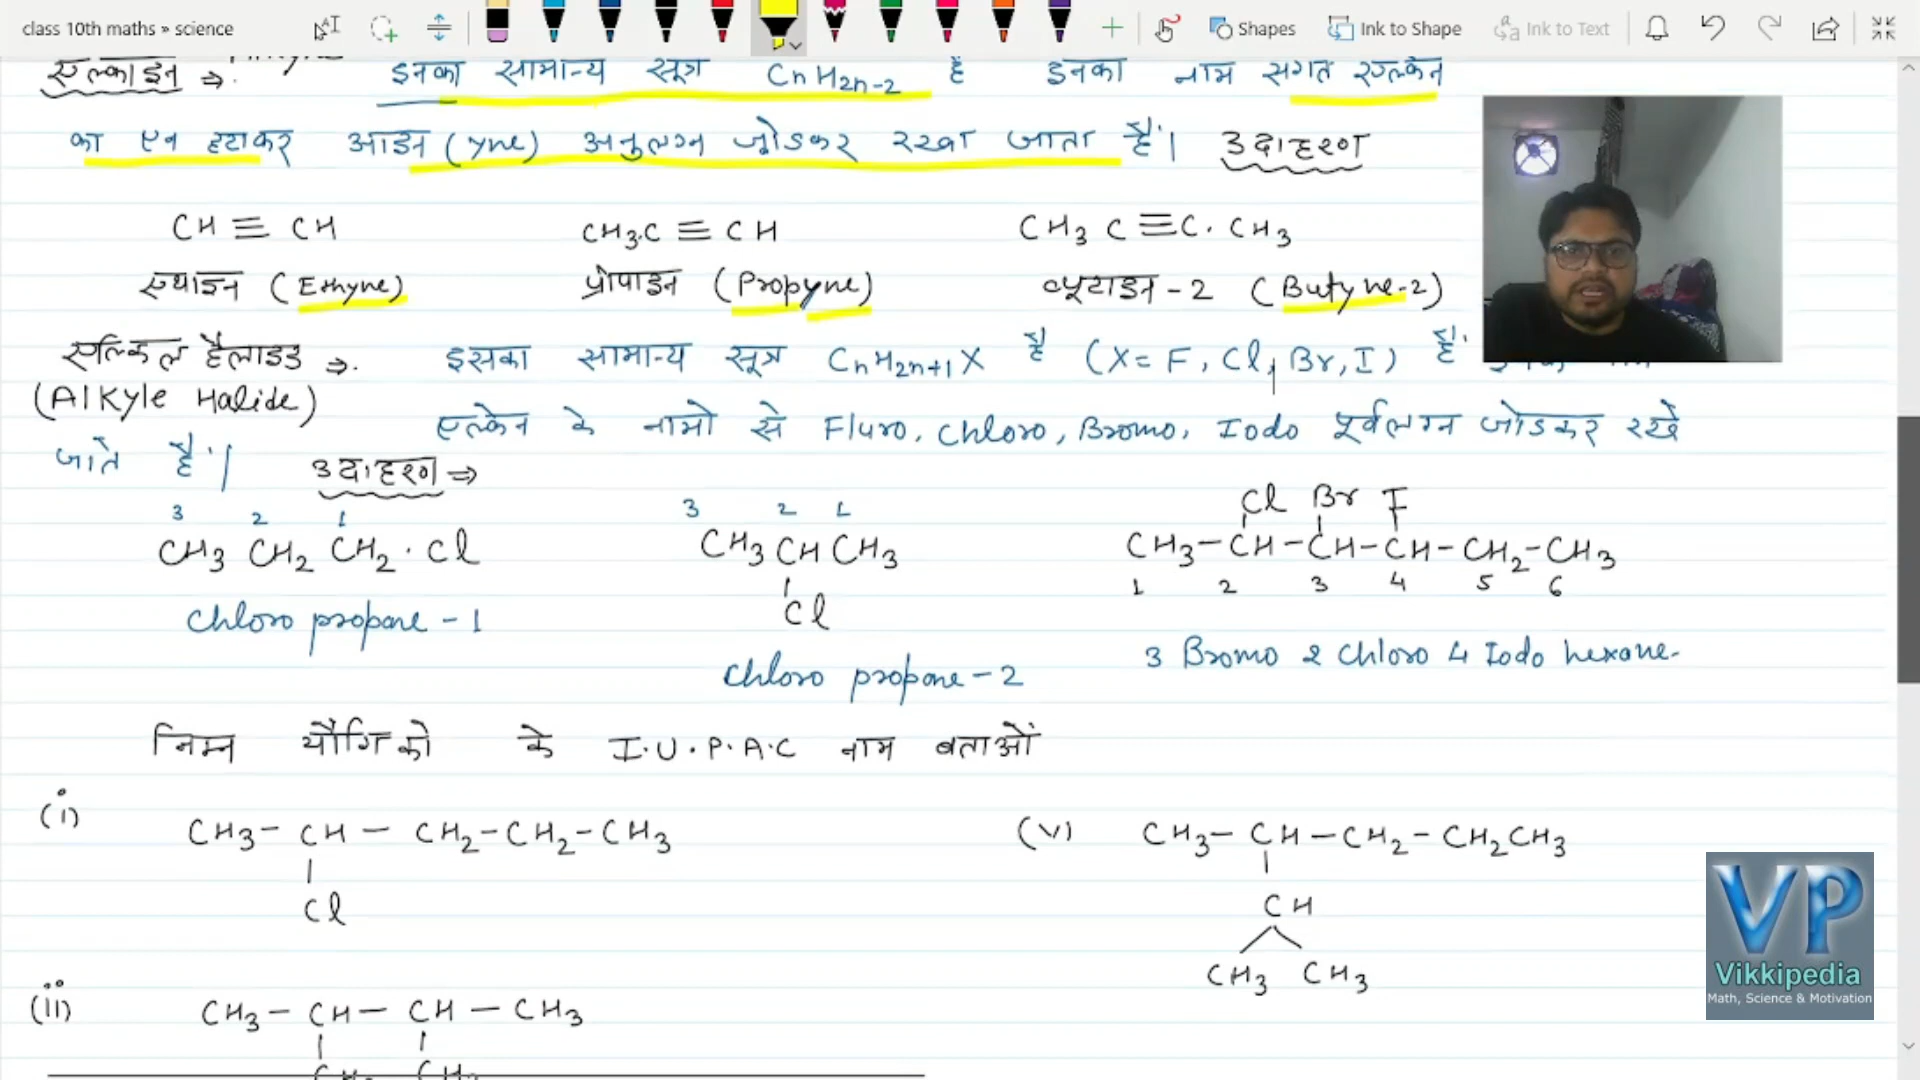 class 10th maths » science
Shapes
Ink to Shape
Ink to Text
एल्काइन ⇒. इनका सामान्य सूत्र CnH2n-2 है इनका नाम संगत एल्केन
का एन हटाकर आइन (yne) अनुलग्न जोडकर रखा जाता है। उदाहरण
CH ≡ CH CH3.C ≡ CH CH3 C ≡ C. CH3
एथाइन (Ethyne) प्रोपाइन (Propyne) ब्यूटाइन-2 (Butyne-2)
एल्किल हैलाइड ⇒. इसका सामान्य सूत्र CnH2n+1X है (X= F, Cl, Br, I) है.
(Alkyle Halide)
एल्केन के नामो से Fluro, Chloro, Bromo, Iodo पूर्वलग्न जोडकर रखे
जाते है।
उदाहरण ⇒
3 2 1
CH3 CH2 CH2 . Cl
Chloro propane - 1
3 2 1
CH3 CH CH3
Cl
Chloro propane - 2
Cl Br I
CH3-CH-CH-CH-CH2-CH3
1 2 3 4 5 6
3 Bromo 2 Chloro 4 Iodo hexane-
निम्न यौगिको के I.U.P.A.C नाम बताओं
(i) CH3- CH - CH2-CH2-CH3
Cl
(v) CH3- CH -CH2- CH2CH3
CH
CH3 CH3
(ii) CH3- CH- CH - CH3
VP
Vikkipedia
Math, Science & Motivation